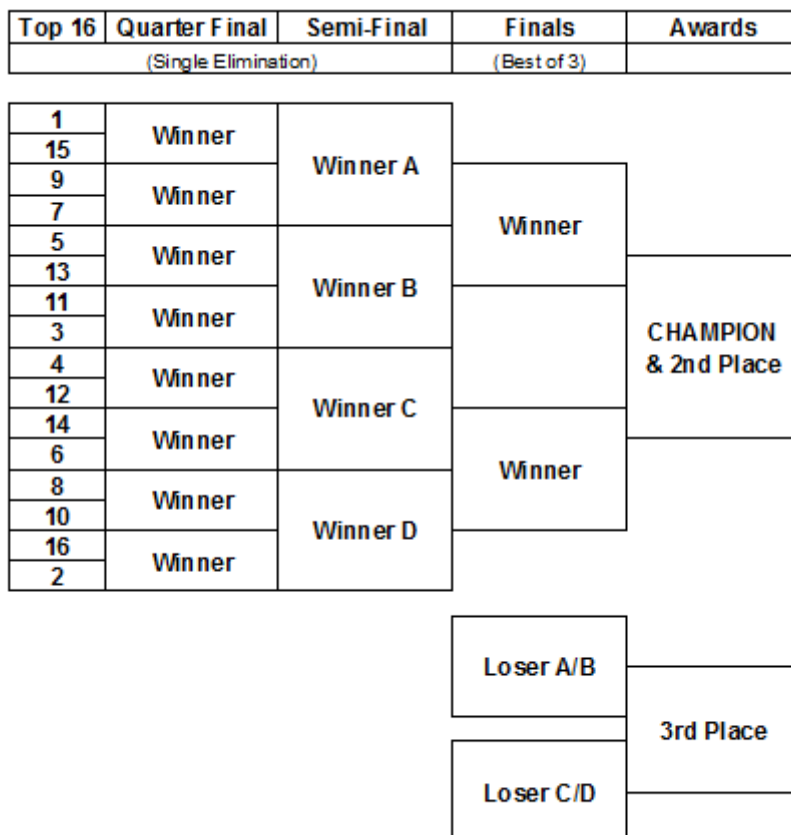 Top 16 Quarter Final Semi-Final Finals Awards
(Single Elimination) (Best of 3)
1
Winner
15
Winner A
9
Winner
7
Winner
5
Winner
13
Winner B
11
Winner
3
CHAMPION
& 2nd Place
4
Winner
12
Winner C
14
Winner
6
Winner
8
Winner
10
Winner D
16
Winner
2
Loser A/B
3rd Place
Loser C/D